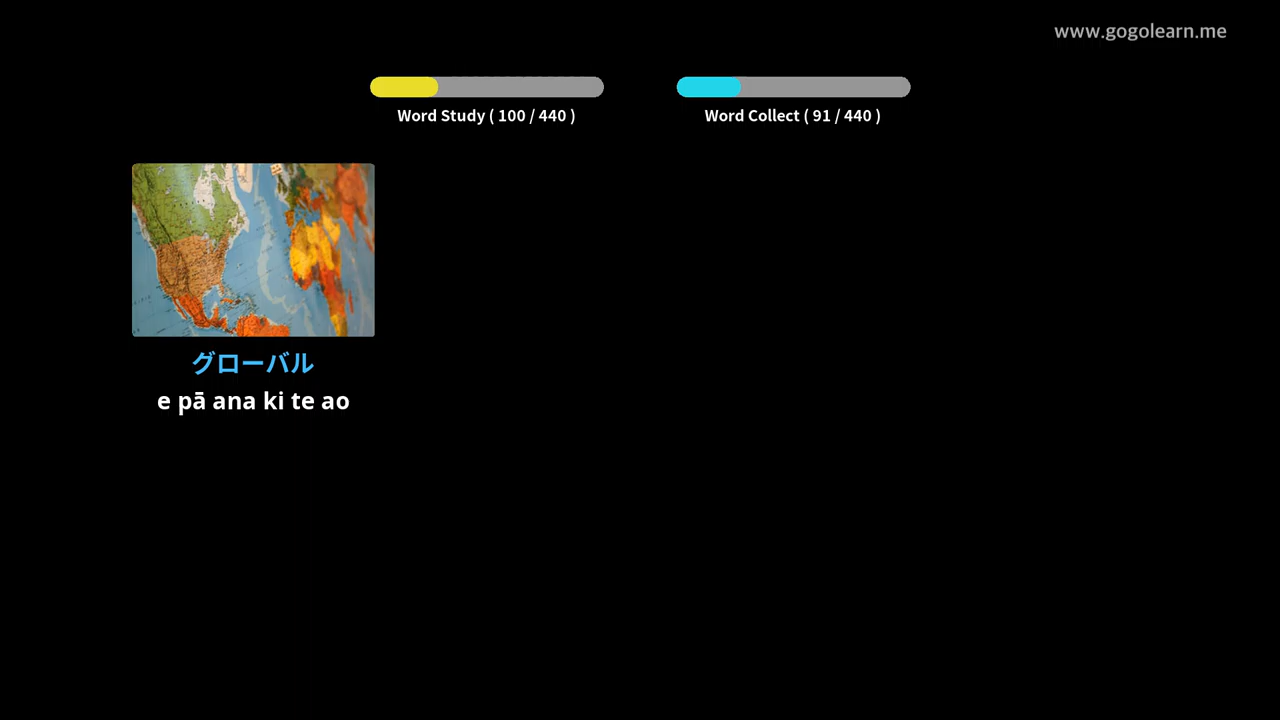 www.gogolearn.me
Word Study ( 100 / 440 )
Word Collect ( 91 / 440 )
グローバル
e pā ana ki te ao